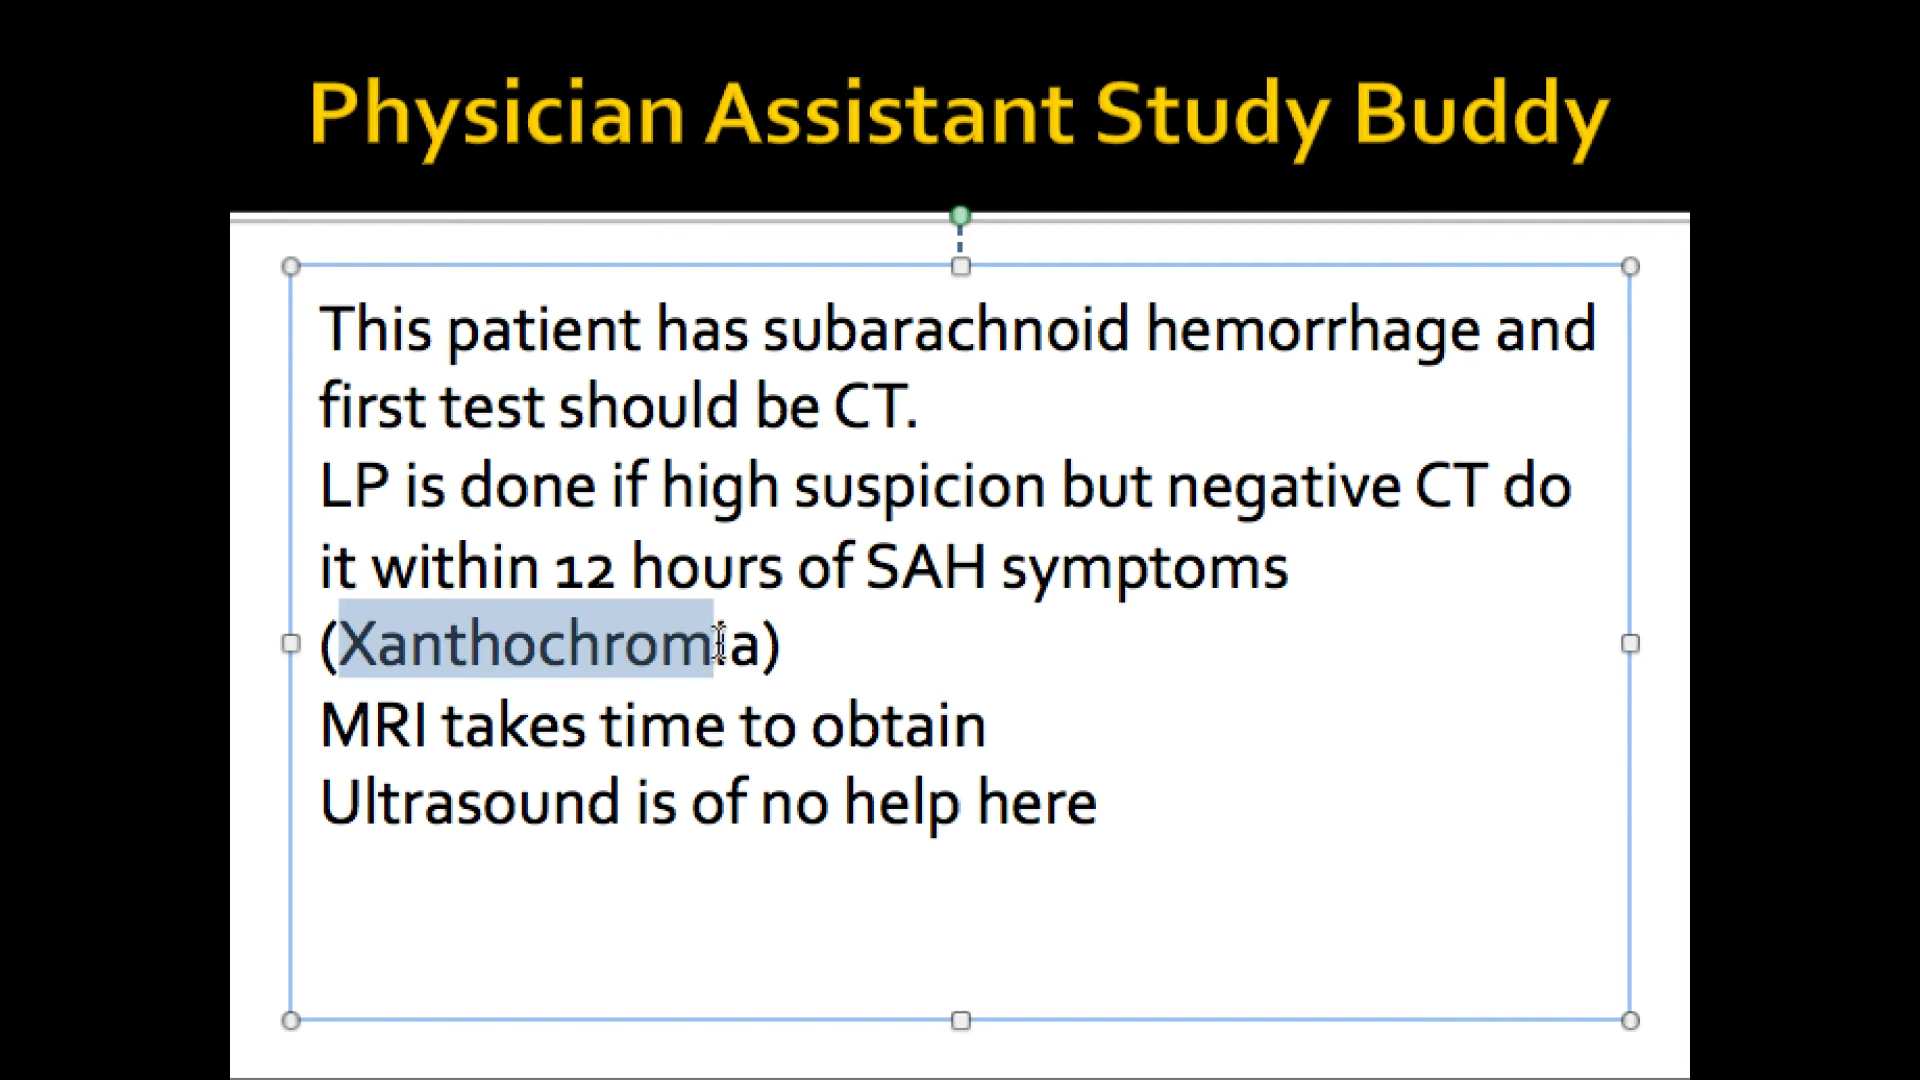 Physician Assistant Study Buddy
This patient has subarachnoid hemorrhage and
first test should be CT.
LP is done if high suspicion but negative CT do
it within 12 hours of SAH symptoms
(Xanthochromia)
MRI takes time to obtain
Ultrasound is of no help here